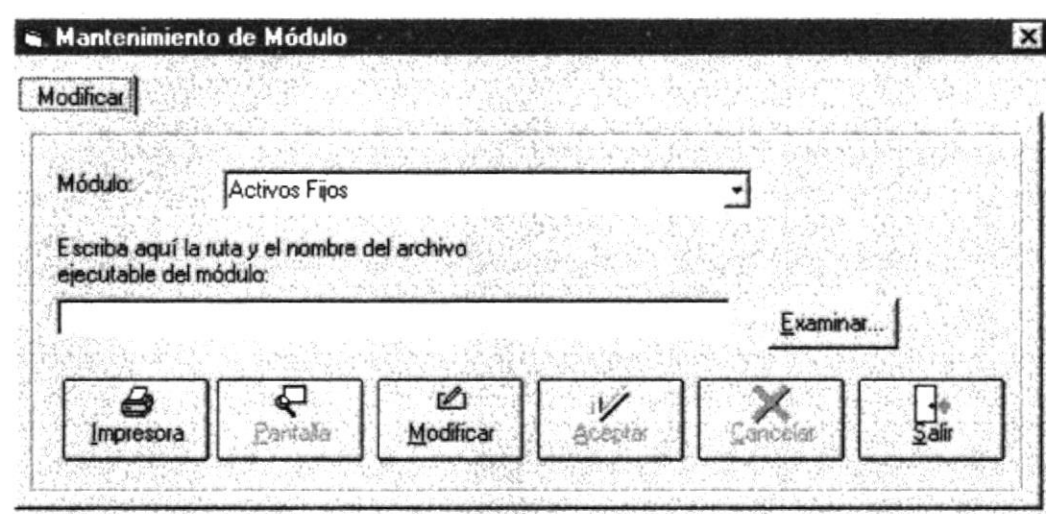 Mantenimiento de Módulo
Modificar
Módulo: Activos Fijos
Escriba aquí la ruta y el nombre del archivo
ejecutable del módulo:
Examinar...
Impresora Pantalla Modificar Aceptar Cancelar Salir